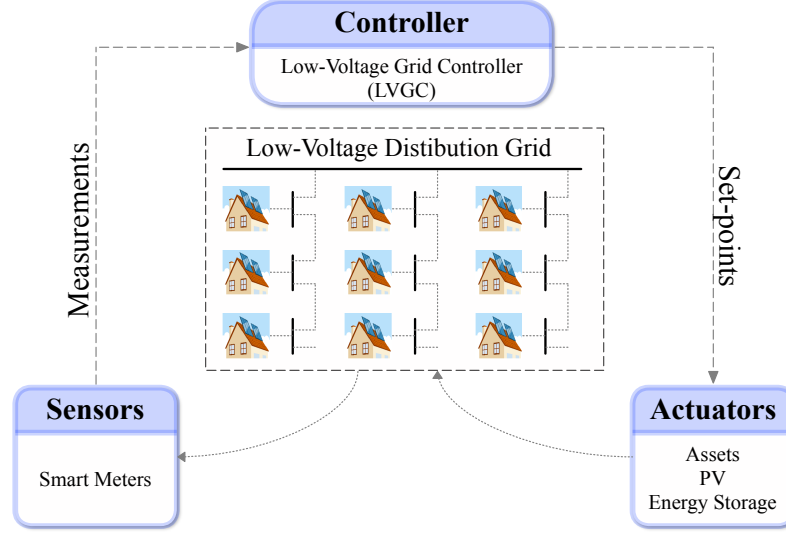 Controller
Low-Voltage Grid Controller
(LVGC)
Low-Voltage Distibution Grid
Measurements
Set-points
Sensors
Smart Meters
Actuators
Assets
PV
Energy Storage